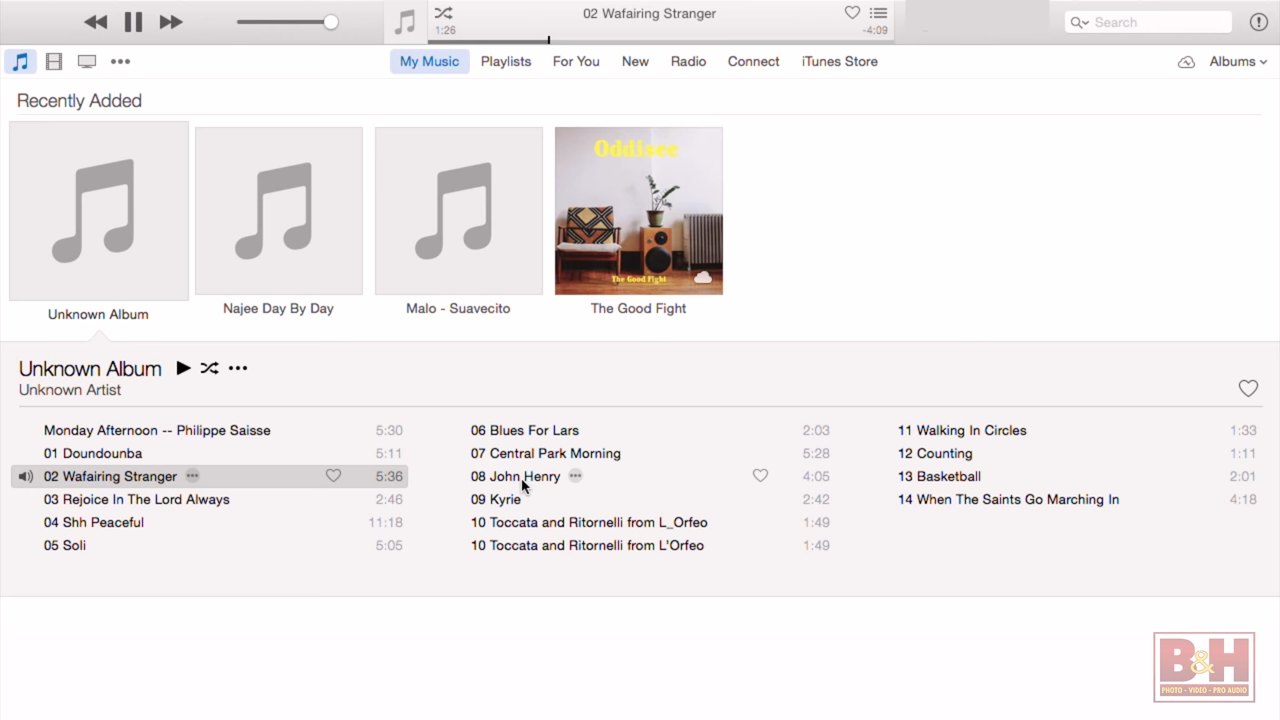 02 Wafairing Stranger
1:26
-4:09
Search
My Music
Playlists
For You
New
Radio
Connect
iTunes Store
Albums
Recently Added
Oddisee
The Good Fight
Unknown Album
Najee Day By Day
Malo - Suavecito
The Good Fight
Unknown Album
Unknown Artist
Monday Afternoon -- Philippe Saisse 5:30
01 Doundounba 5:11
02 Wafairing Stranger 5:36
03 Rejoice In The Lord Always 2:46
04 Shh Peaceful 11:18
05 Soli 5:05
06 Blues For Lars 2:03
07 Central Park Morning 5:28
08 John Henry 4:05
09 Kyrie 2:42
10 Toccata and Ritornelli from L_Orfeo 1:49
10 Toccata and Ritornelli from L'Orfeo 1:49
11 Walking In Circles 1:33
12 Counting 1:11
13 Basketball 2:01
14 When The Saints Go Marching In 4:18
B&H
PHOTO - VIDEO - PRO AUDIO